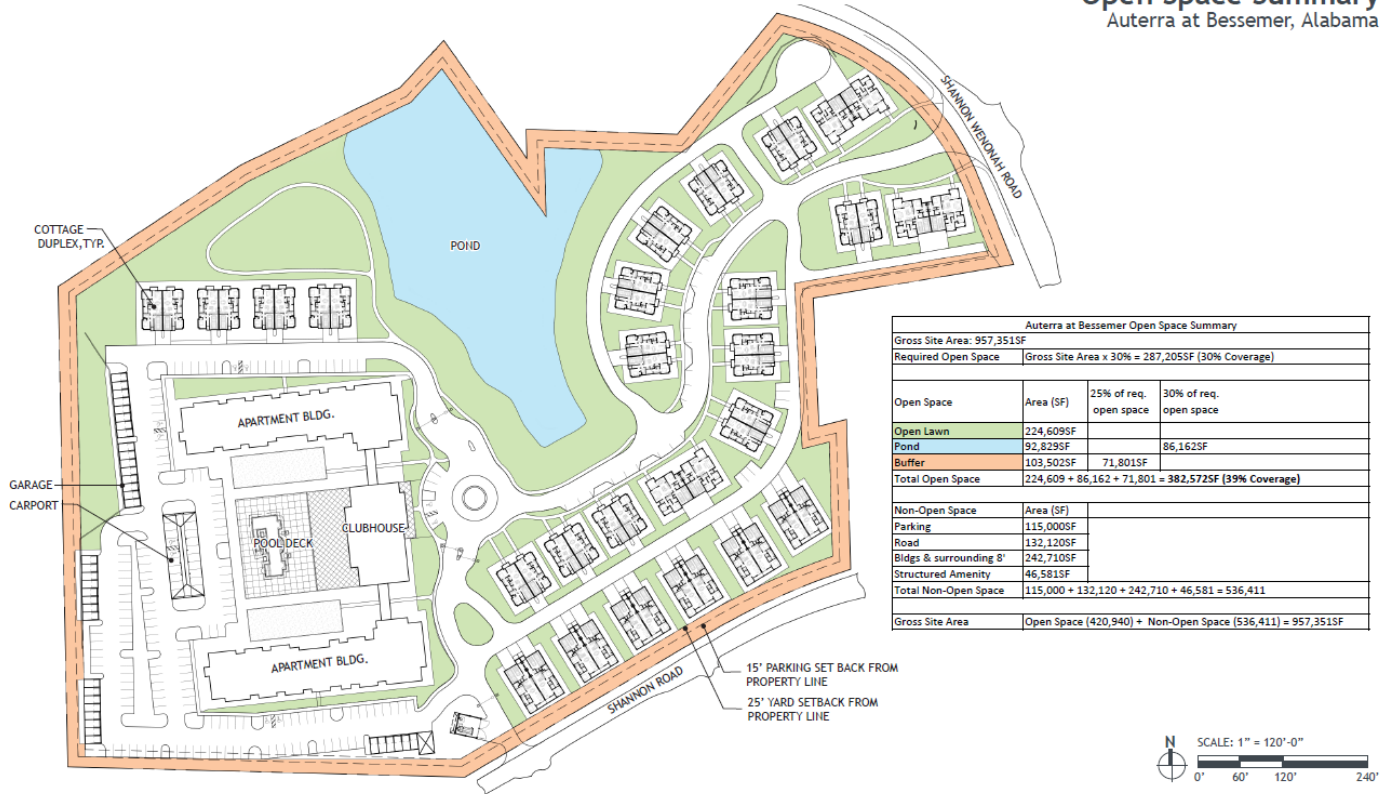 Open Space Summary
Auterra at Bessemer, Alabama
SHANNON WENONAH ROAD
COTTAGE
DUPLEX,TYP.
POND
APARTMENT BLDG.
GARAGE
CARPORT
CLUBHOUSE
POOL DECK
APARTMENT BLDG.
SHANNON ROAD
15' PARKING SET BACK FROM
PROPERTY LINE
25' YARD SETBACK FROM
PROPERTY LINE
Auterra at Bessemer Open Space Summary
Gross Site Area: 957,351SF
Required Open Space Gross Site Area x 30% = 287,205SF (30% Coverage)
Open Space Area (SF) 25% of req. open space 30% of req. open space
Open Lawn 224,609SF
Pond 92,829SF 86,162SF
Buffer 103,502SF 71,801SF
Total Open Space 224,609 + 86,162 + 71,801 = 382,572SF (39% Coverage)
Non-Open Space Area (SF)
Parking 115,000SF
Road 132,120SF
Bldgs & surrounding 8' 242,710SF
Structured Amenity 46,581SF
Total Non-Open Space 115,000 + 132,120 + 242,710 + 46,581 = 536,411
Gross Site Area Open Space (420,940) + Non-Open Space (536,411) = 957,351SF
N
SCALE: 1" = 120'-0"
0' 60' 120' 240'